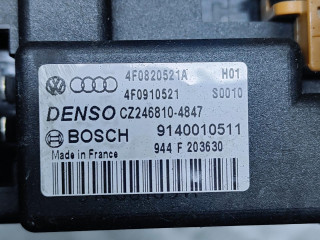 4F0820521A H01
4F0910521 S0010
DENSO CZ246810-4847
BOSCH 9140010511
Made in France 944 F 203630